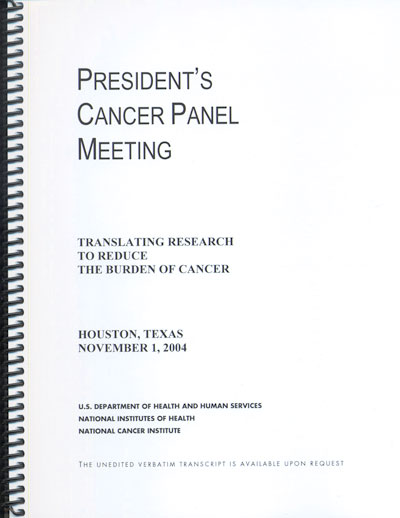 PRESIDENT'S
CANCER PANEL
MEETING
TRANSLATING RESEARCH
TO REDUCE
THE BURDEN OF CANCER
HOUSTON, TEXAS
NOVEMBER 1, 2004
U.S. DEPARTMENT OF HEALTH AND HUMAN SERVICES
NATIONAL INSTITUTES OF HEALTH
NATIONAL CANCER INSTITUTE
THE UNEDITED VERBATIM TRANSCRIPT IS AVAILABLE UPON REQUEST